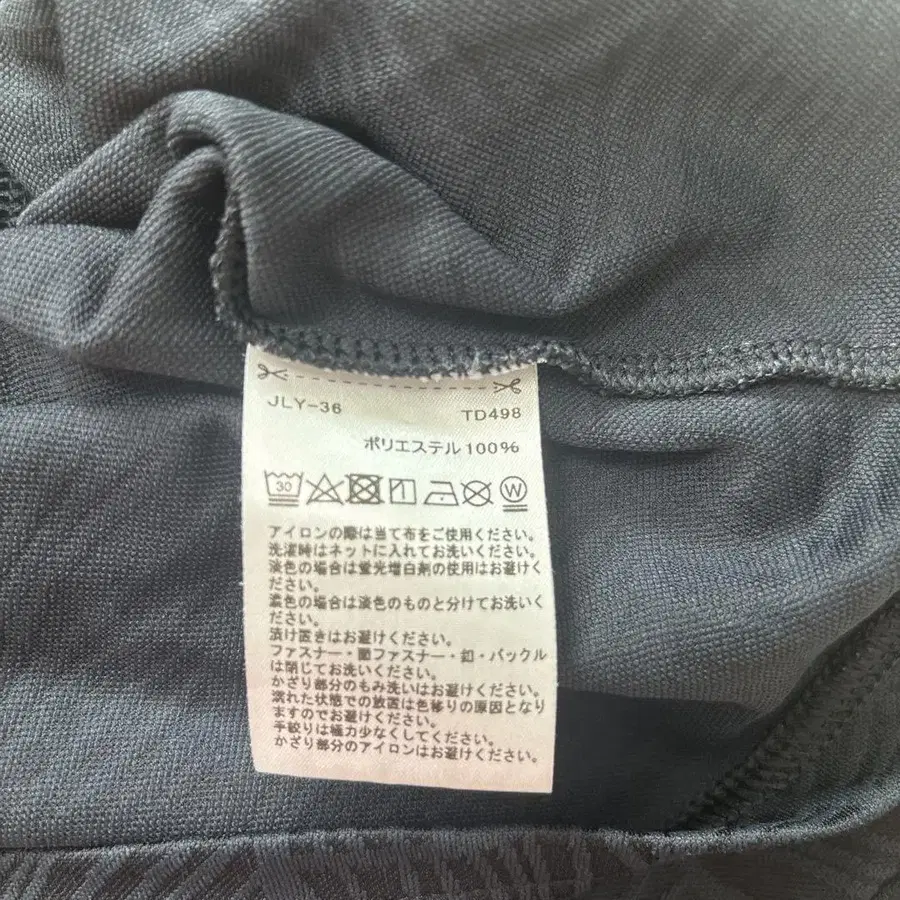 JLY-36 TD498
ポリエステル 100%
30 W
アイロンの際は当て布をご使用ください。
洗濯時はネットに入れてお洗いください。
淡色の場合は蛍光増白剤の使用はお避けく
ださい。
濃色の場合は淡色のものと分けてお洗いく
ださい。
漬け置きはお避けください。
ファスナー・面ファスナー・釦・バックル
は閉じてお洗いください。
かざり部分のもみ洗いはお避けください。
濡れた状態での放置は色移りの原因となり
ますのでお避けください。
手絞りは極力少なくしてください。
かざり部分のアイロンはお避けください。